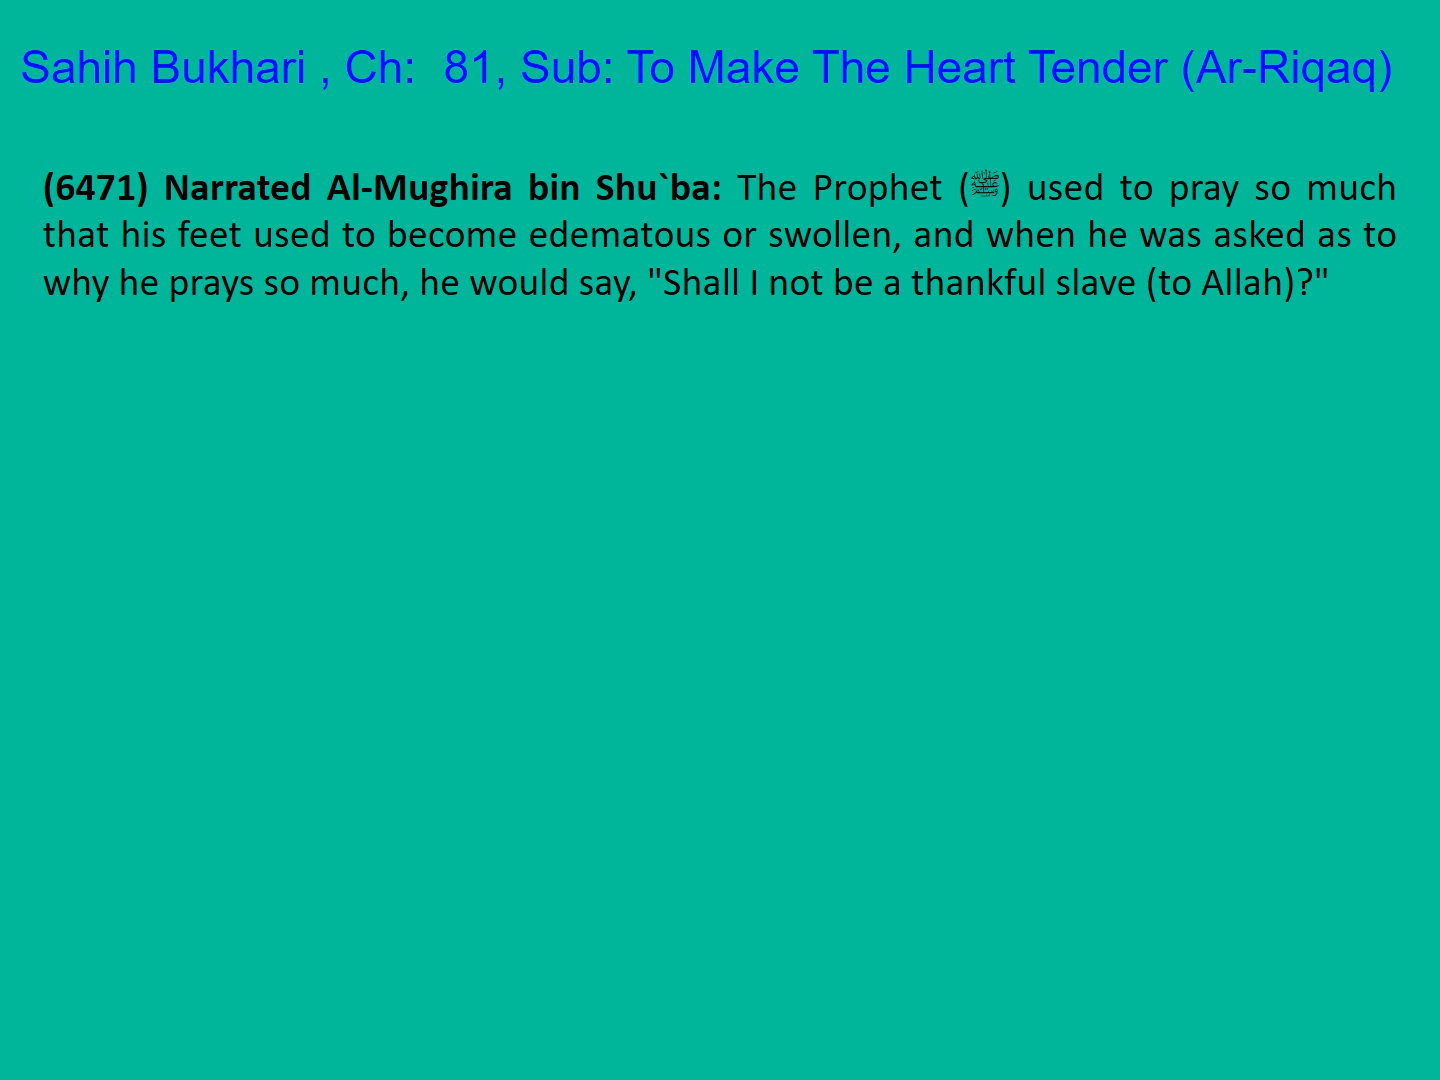 Sahih Bukhari , Ch:  81, Sub: To Make The Heart Tender (Ar-Riqaq)
(6471) Narrated Al-Mughira bin Shu`ba: The Prophet (ﷺ) used to pray so much
that his feet used to become edematous or swollen, and when he was asked as to
why he prays so much, he would say, "Shall I not be a thankful slave (to Allah)?"